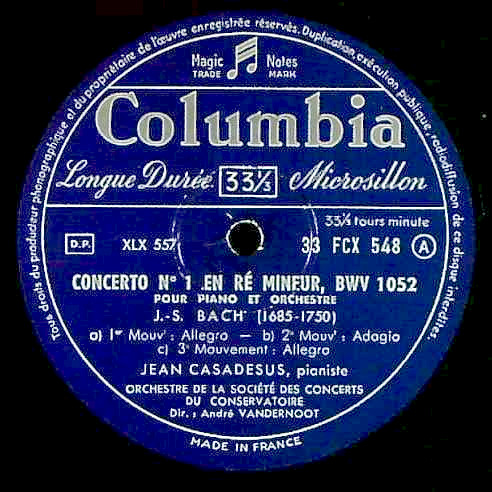 Tous droits du producteur phonographique et du propriétaire de l'œuvre enregistrée réservés. Duplication, exécution publique, radiodiffusion de ce disque interdites.
Magic Notes
TRADE MARK
Columbia
Longue Durée 33⅓ Microsillon
33⅓ tours minute
D.P. XLX 557 33 FCX 548 A
CONCERTO N° 1 EN RÉ MINEUR, BWV 1052
POUR PIANO ET ORCHESTRE
J.-S. BACH (1685-1750)
a) 1er Mouvt : Allegro — b) 2e Mouvt : Adagio
c) 3e Mouvement : Allegro
JEAN CASADESUS, pianiste
ORCHESTRE DE LA SOCIÉTÉ DES CONCERTS
DU CONSERVATOIRE
Dir. : André VANDERNOOT
MADE IN FRANCE